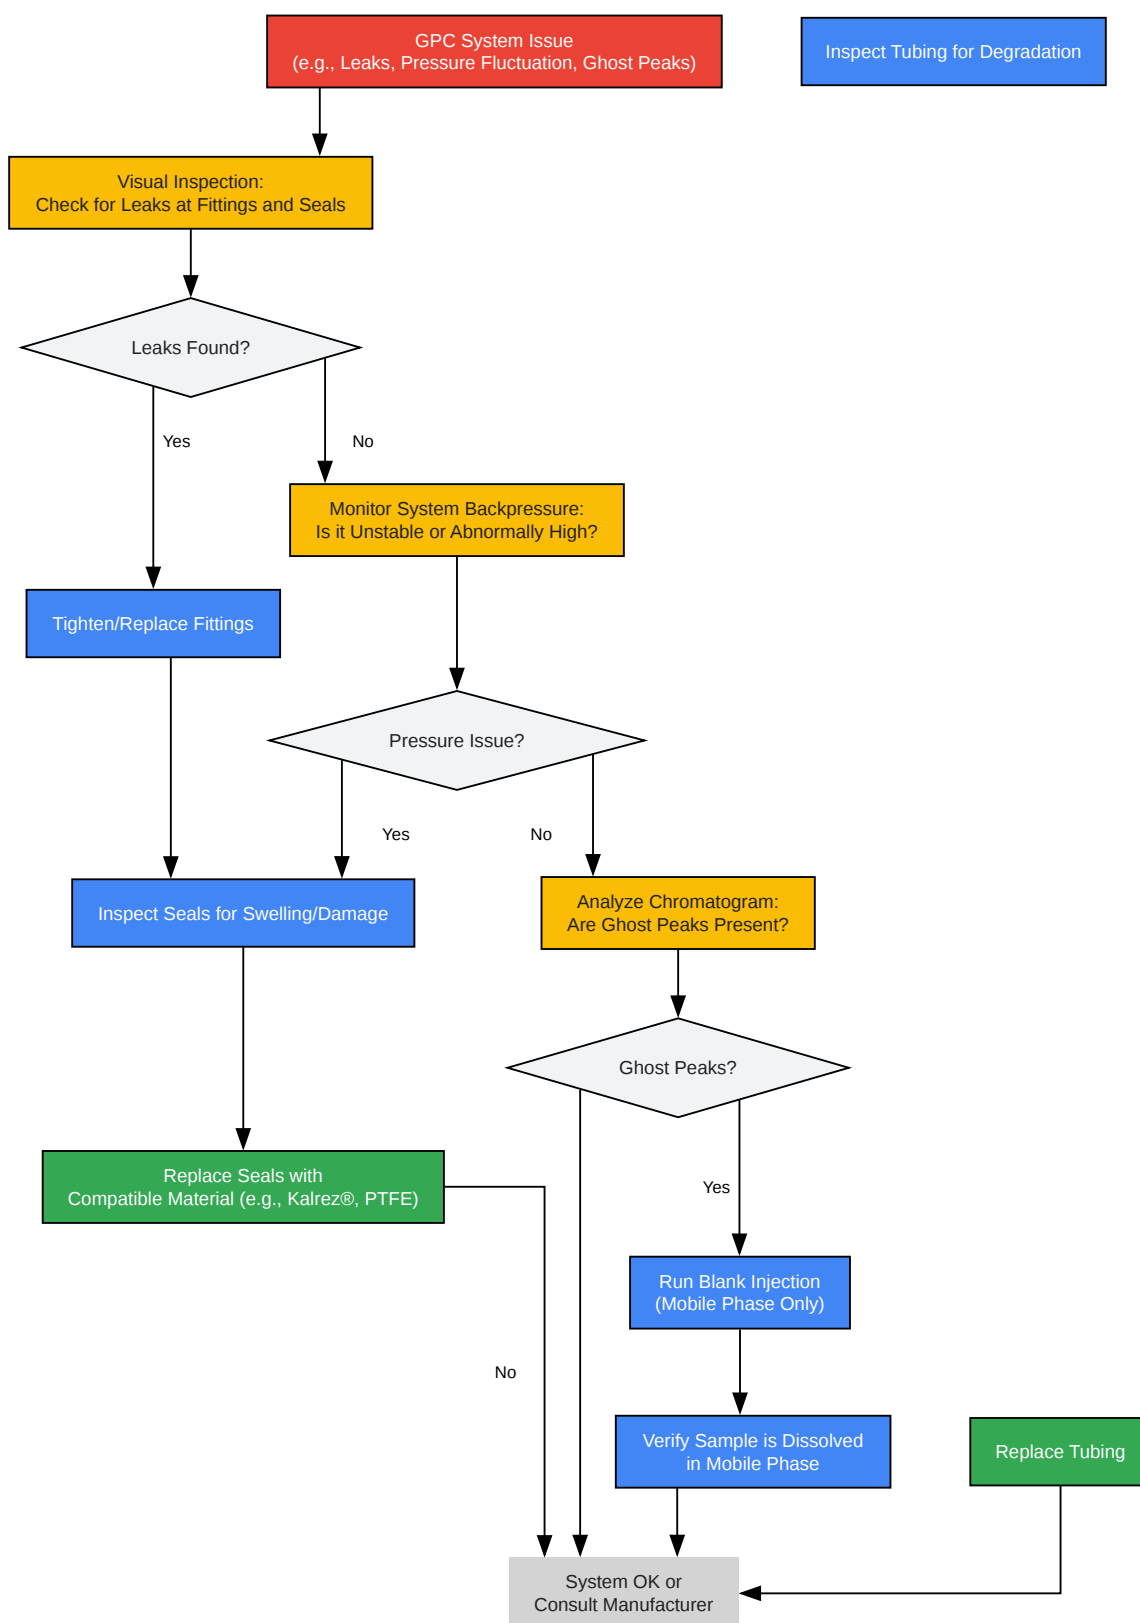 GPC System Issue
(e.g., Leaks, Pressure Fluctuation, Ghost Peaks)
Inspect Tubing for Degradation
Visual Inspection:
Check for Leaks at Fittings and Seals
Leaks Found?
Yes
No
Monitor System Backpressure:
Is it Unstable or Abnormally High?
Tighten/Replace Fittings
Pressure Issue?
Yes
No
Inspect Seals for Swelling/Damage
Analyze Chromatogram:
Are Ghost Peaks Present?
Ghost Peaks?
Replace Seals with
Compatible Material (e.g., Kalrez®, PTFE)
Yes
Run Blank Injection
(Mobile Phase Only)
No
Verify Sample is Dissolved
in Mobile Phase
Replace Tubing
System OK or
Consult Manufacturer